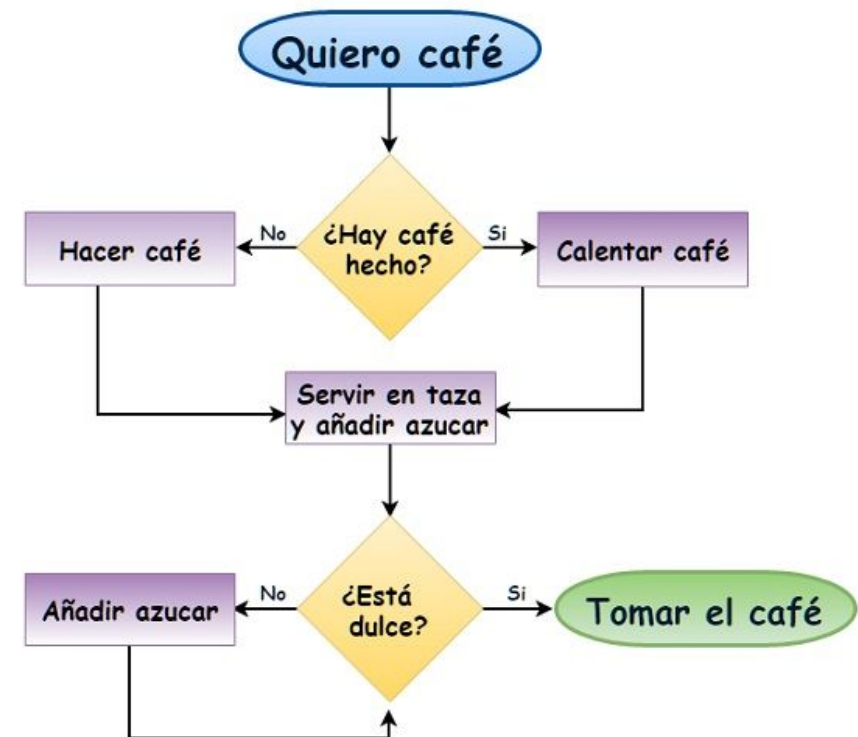 Quiero café
¿Hay café
hecho?
No
Si
Hacer café
Calentar café
Servir en taza
y añadir azucar
¿Está
dulce?
No
Si
Añadir azucar
Tomar el café